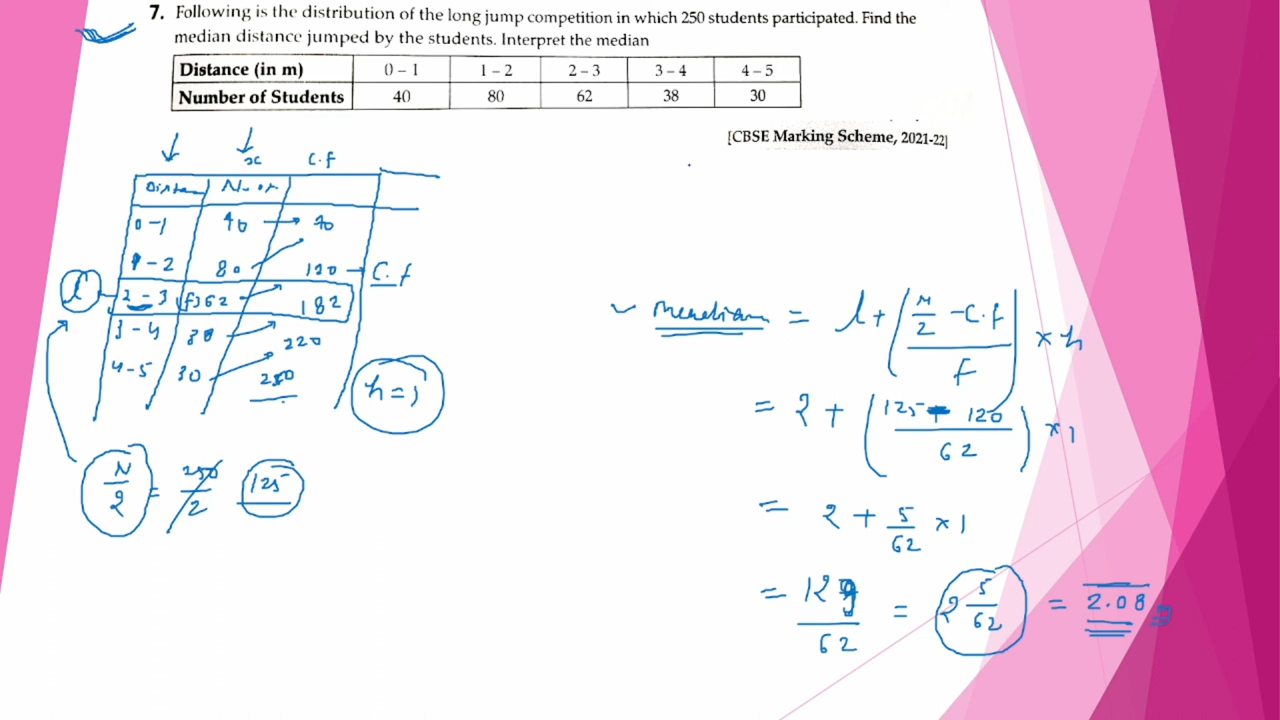 7. Following is the distribution of the long jump competition in which 250 students participated. Find the
median distance jumped by the students. Interpret the median
Distance (in m) 0 – 1 1 – 2 2 – 3 3 – 4 4 – 5
Number of Students 40 80 62 38 30
[CBSE Marking Scheme, 2021-22]
x C.f
0-1 40
1-2 80 120 C.f
l 2-3 (f) 62 182
3-4 220
4-5 30 250
h=1
N/2 = 250/2 125
Median = l + ( (N/2 - C.f) / f ) × h
= 2 + ( (125 - 120) / 62 ) × 1
= 2 + 5/62 × 1
= 129/62 = 2 5/62 = 2.08